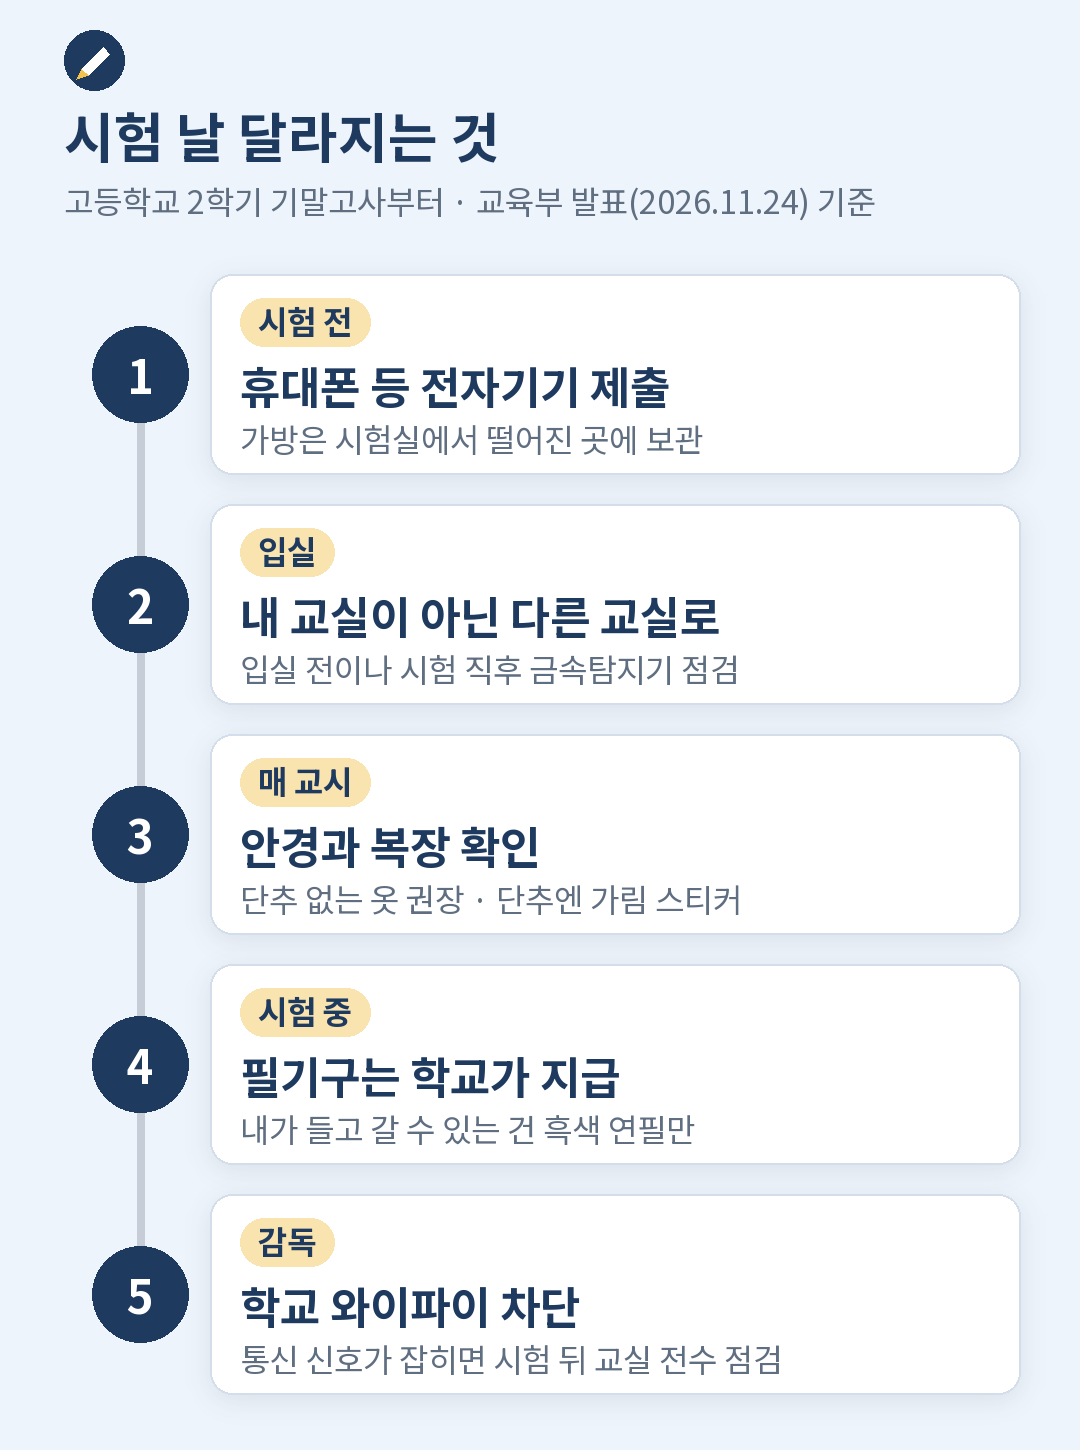 시험 날 달라지는 것
고등학교 2학기 기말고사부터 · 교육부 발표(2026.11.24) 기준
1
시험 전
휴대폰 등 전자기기 제출
가방은 시험실에서 떨어진 곳에 보관
2
입실
내 교실이 아닌 다른 교실로
입실 전이나 시험 직후 금속탐지기 점검
3
매 교시
안경과 복장 확인
단추 없는 옷 권장 · 단추엔 가림 스티커
4
시험 중
필기구는 학교가 지급
내가 들고 갈 수 있는 건 흑색 연필만
5
감독
학교 와이파이 차단
통신 신호가 잡히면 시험 뒤 교실 전수 점검